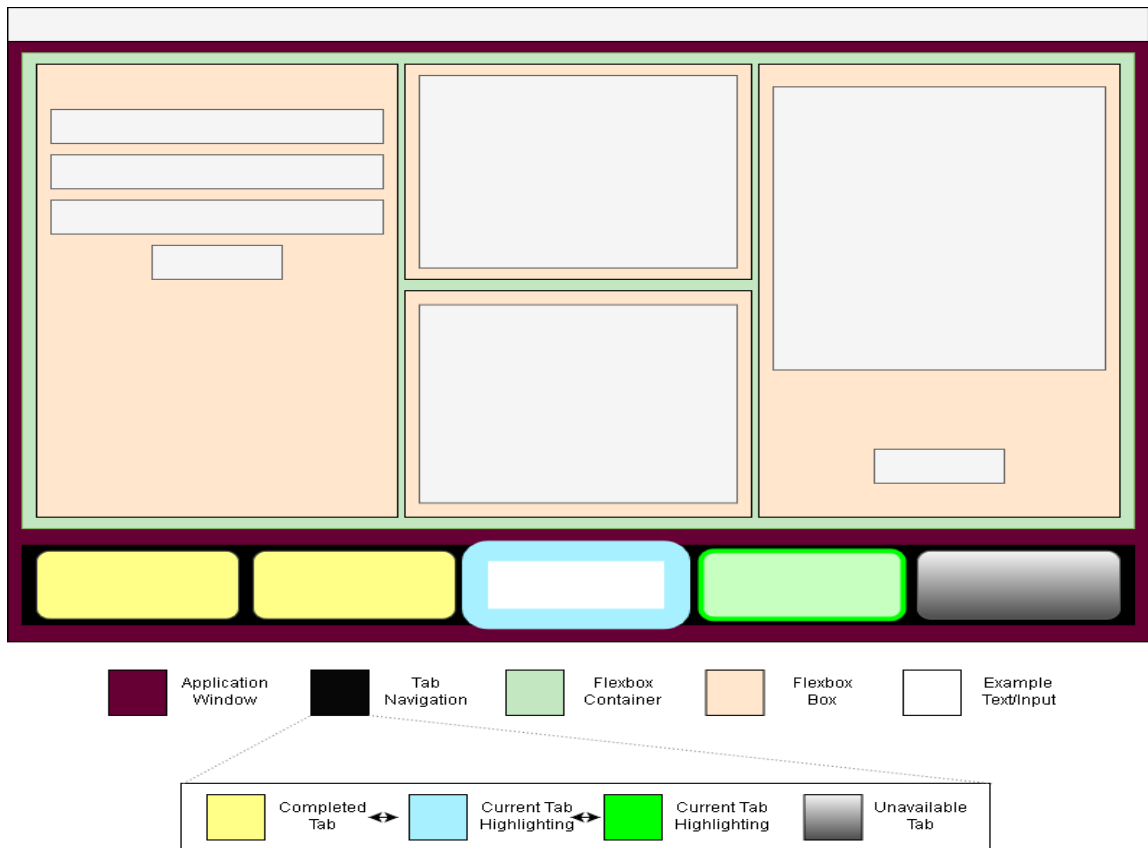 Application
Window
Tab
Navigation
Flexbox
Container
Flexbox
Box
Example
Text/Input
Completed
Tab
Current Tab
Highlighting
Current Tab
Highlighting
Unavailable
Tab